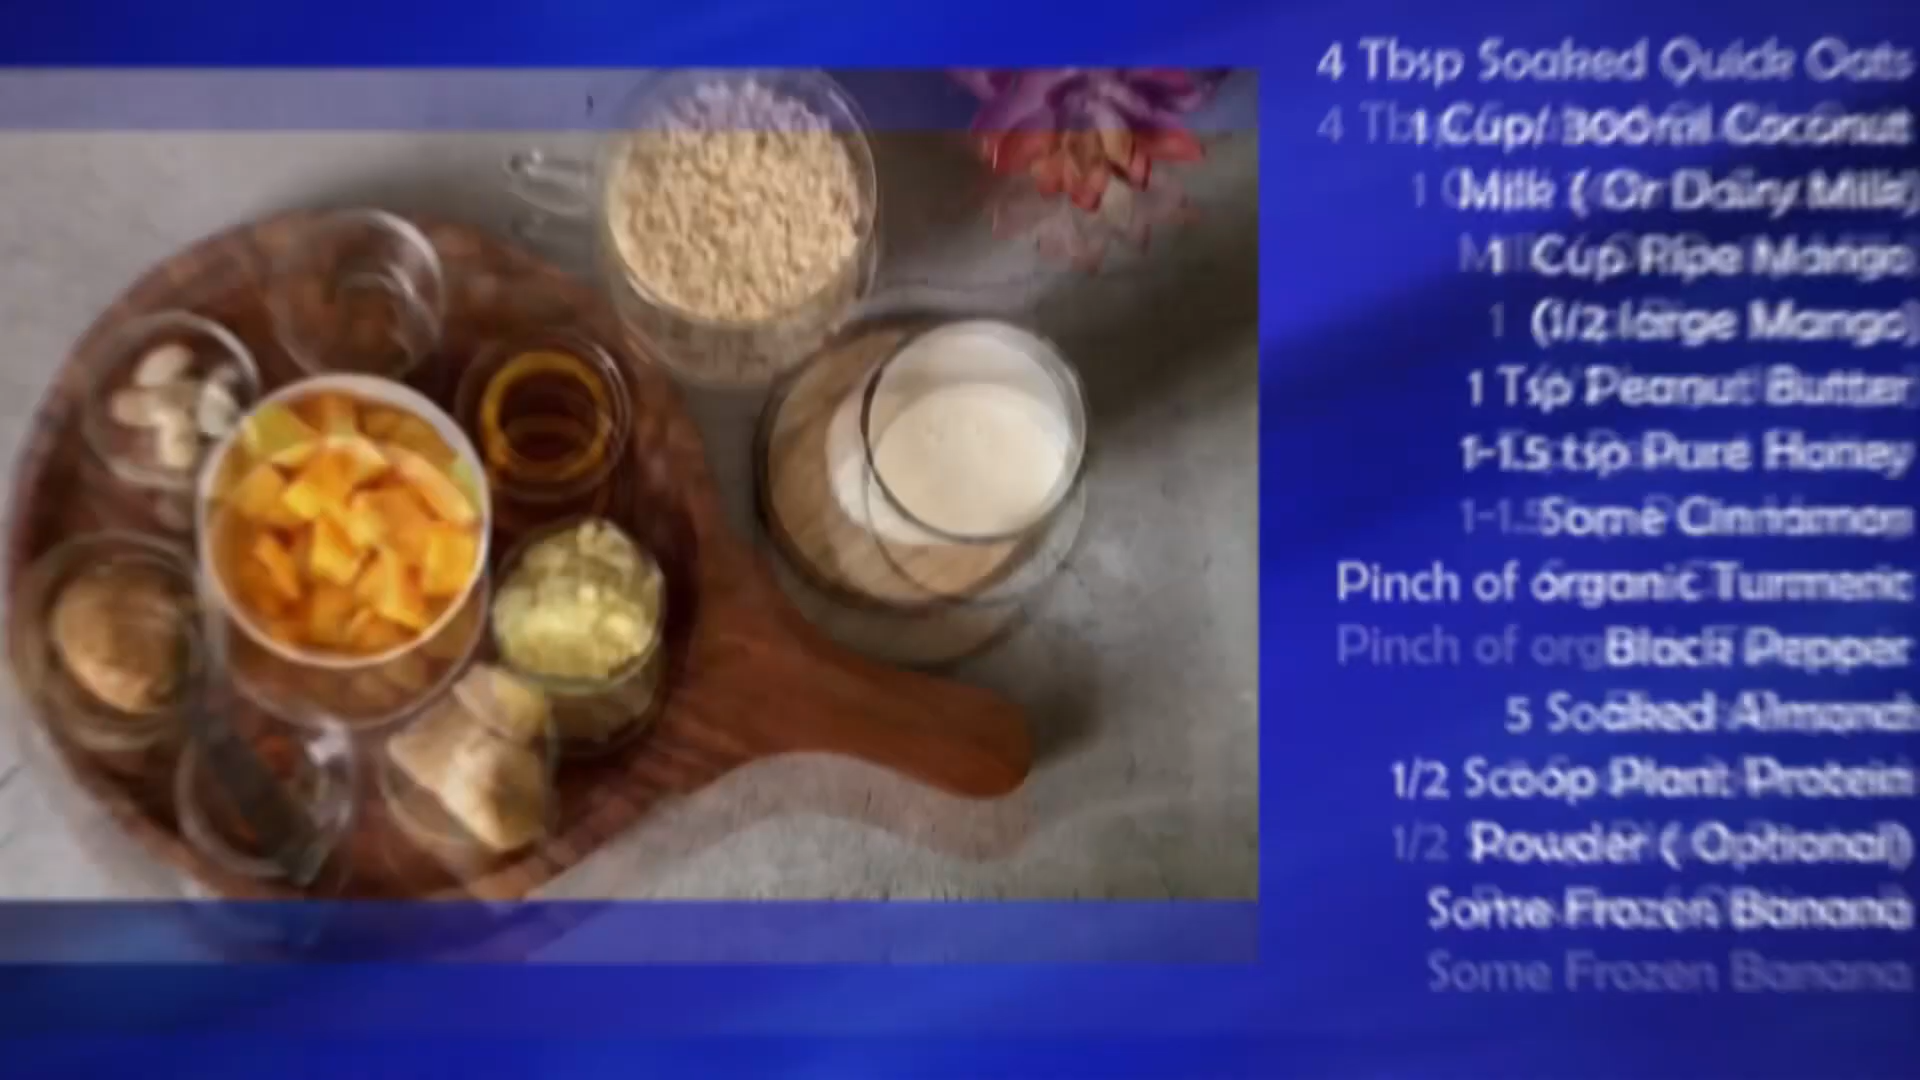 4 Tbsp Soaked Quick Oats
1 Cup/ 300ml Coconut
Milk ( Or Dairy Milk)
1 Cup Ripe Mango
(1/2 large Mango)
1 Tsp Peanut Butter
1-1.5 tsp Pure Honey
Some Cinnamon
Pinch of organic Turmeric
Black Pepper
5 Soaked Almond
1/2 Scoop Plant Protein
Powder ( Optional)
Some Frozen Banana